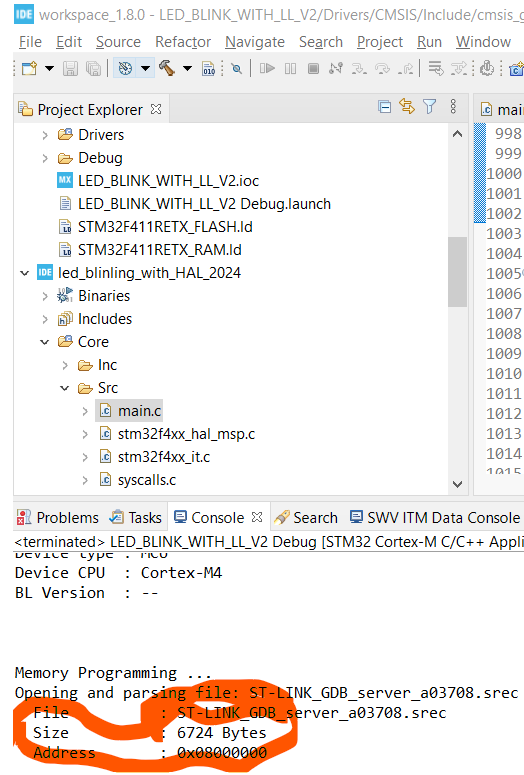 workspace_1.8.0 - LED_BLINK_WITH_LL_V2/Drivers/CMSIS/Include/cmsis_g
File Edit Source Refactor Navigate Search Project Run Window
Project Explorer
mai
Drivers
Debug
LED_BLINK_WITH_LL_V2.ioc
LED_BLINK_WITH_LL_V2 Debug.launch
STM32F411RETX_FLASH.ld
STM32F411RETX_RAM.ld
led_blinling_with_HAL_2024
Binaries
Includes
Core
Inc
Src
main.c
stm32f4xx_hal_msp.c
stm32f4xx_it.c
syscalls.c
998
999
1000
1001
1002
1003
1004
1005
1006
1007
1008
1009
1010
1011
1012
1013
1014
1015
Problems Tasks Console Search SWV ITM Data Console
<terminated> LED_BLINK_WITH_LL_V2 Debug [STM32 Cortex-M C/C++ Appli
Device type : MCU
Device CPU : Cortex-M4
BL Version : --
Memory Programming ...
Opening and parsing file: ST-LINK_GDB_server_a03708.srec
File : ST-LINK_GDB_server_a03708.srec
Size : 6724 Bytes
Address : 0x08000000